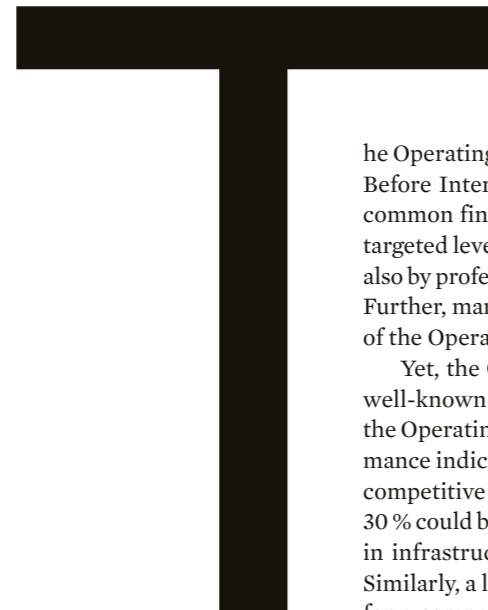 T
he Operating
Before Inter
common fin
targeted leve
also by profe
Further, mar
of the Opera
Yet, the
well-known
the Operatin
mance indic
competitive
30 % could b
in infrastruc
Similarly, a l